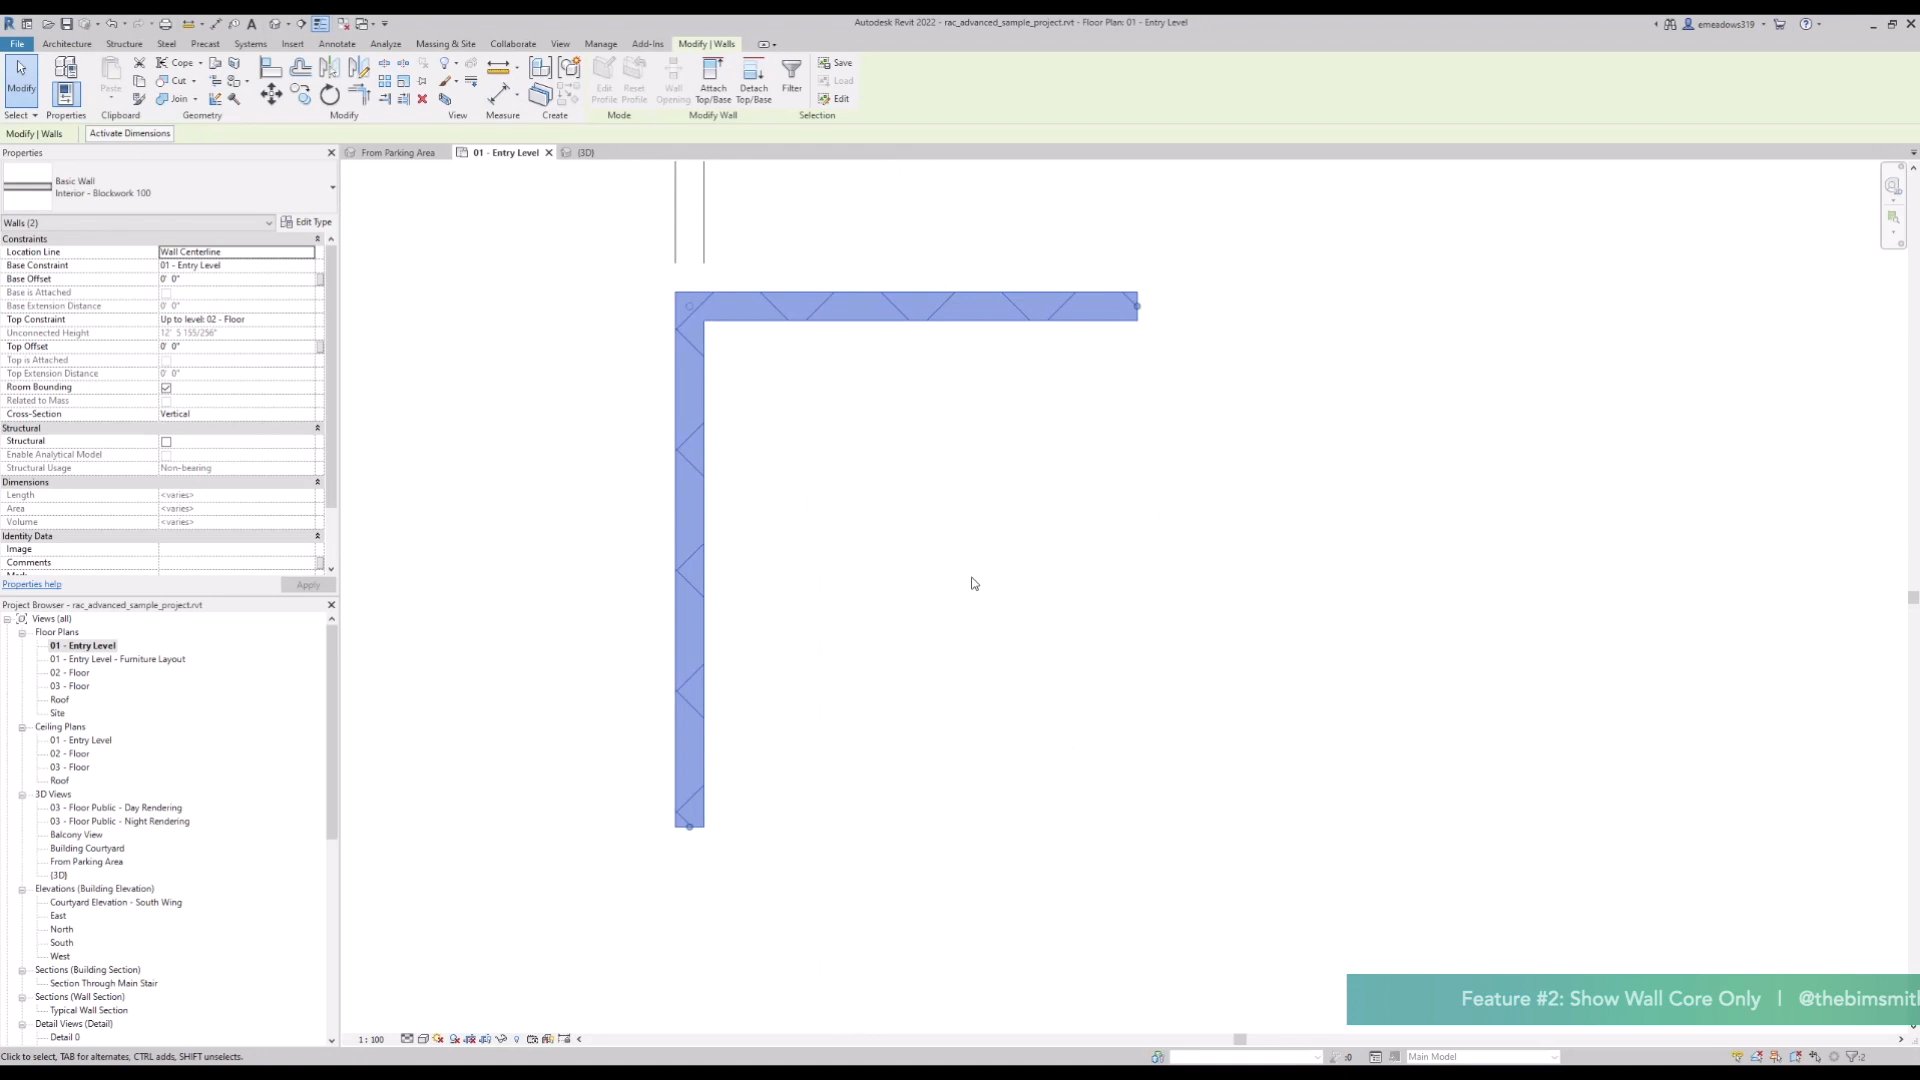 Autodesk Revit 2022 - rac_advanced_sample_project.rvt - Floor Plan: 01 - Entry Level
emeadows319
File Architecture Structure Steel Precast Systems Insert Annotate Analyze Massing & Site Collaborate View Manage Add-Ins Modify | Walls
Modify Paste Cope Cut Join Edit Profile Reset Profile Wall Opening Attach Top/Base Detach Top/Base Filter Save Load Edit
Select Properties Clipboard Geometry Modify View Measure Create Mode Modify Wall Selection
Modify | Walls Activate Dimensions
Properties
From Parking Area 01 - Entry Level {3D}
Basic Wall
Interior - Blockwork 100
Walls (2) Edit Type
Constraints
Location Line Wall Centerline
Base Constraint 01 - Entry Level
Base Offset 0' 0"
Base is Attached
Base Extension Distance 0' 0"
Top Constraint Up to level: 02 - Floor
Unconnected Height 12' 5 155/256"
Top Offset 0' 0"
Top is Attached
Top Extension Distance 0' 0"
Room Bounding
Related to Mass
Cross-Section Vertical
Structural
Structural
Enable Analytical Model
Structural Usage Non-bearing
Dimensions
Length <varies>
Area <varies>
Volume <varies>
Identity Data
Image
Comments
Properties help Apply
Project Browser - rac_advanced_sample_project.rvt
Views (all)
Floor Plans
01 - Entry Level
01 - Entry Level - Furniture Layout
02 - Floor
03 - Floor
Roof
Site
Ceiling Plans
01 - Entry Level
02 - Floor
03 - Floor
Roof
3D Views
03 - Floor Public - Day Rendering
03 - Floor Public - Night Rendering
Balcony View
Building Courtyard
From Parking Area
{3D}
Elevations (Building Elevation)
Courtyard Elevation - South Wing
East
North
South
West
Sections (Building Section)
Section Through Main Stair
Sections (Wall Section)
Typical Wall Section
Detail Views (Detail)
Detail 0
Feature #2: Show Wall Core Only | @thebimsmith
1 : 100
Click to select, TAB for alternates, CTRL adds, SHIFT unselects.
:0 Main Model :2